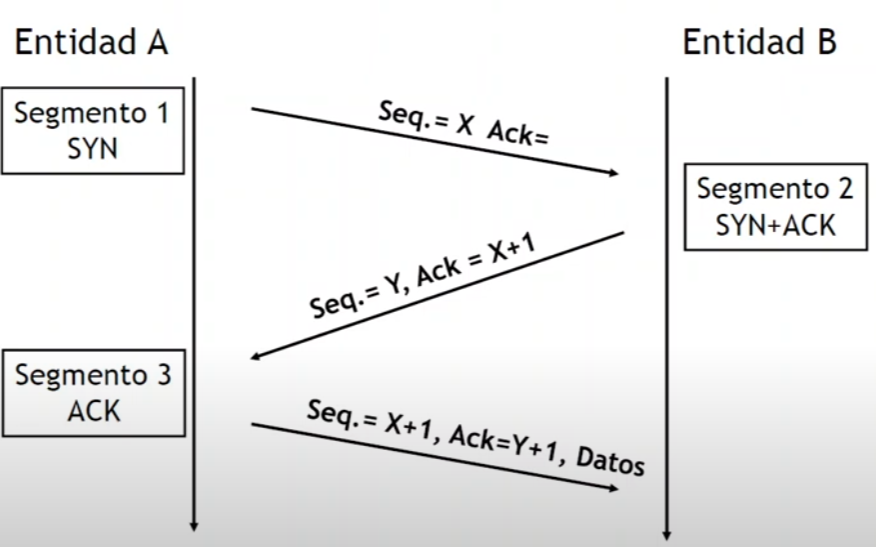 Entidad A
Entidad B
Segmento 1
SYN
Seq.= X Ack=
Segmento 2
SYN+ACK
Seq.= Y, Ack = X+1
Segmento 3
ACK
Seq.= X+1, Ack=Y+1, Datos